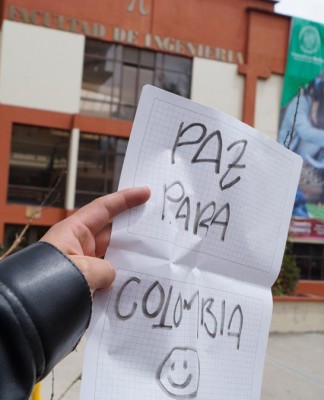 FACULTAD DE INGENIERIA
PAZ
PARA
COLOMBIA